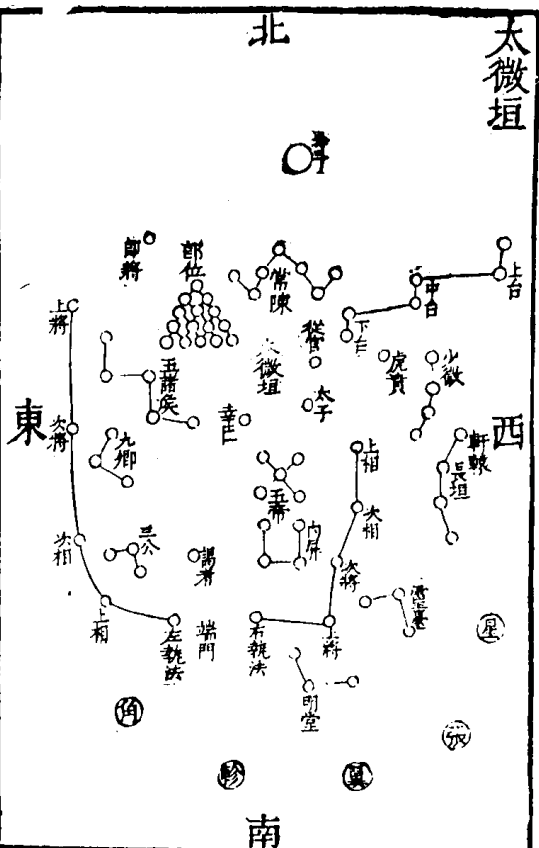 太微垣
北
北斗
郎將
郎位
常陳
上台
中台
下台
上將
五諸侯
太微垣
從官
虎賁
少微
太子
幸臣
東
西
次將
九卿
上相
軒轅
長垣
五帝
次相
內屏
次相
三公
謁者
次將
靈臺
上相
左執法
端門
右執法
上將
明堂
星
角
張
軫
翼
南